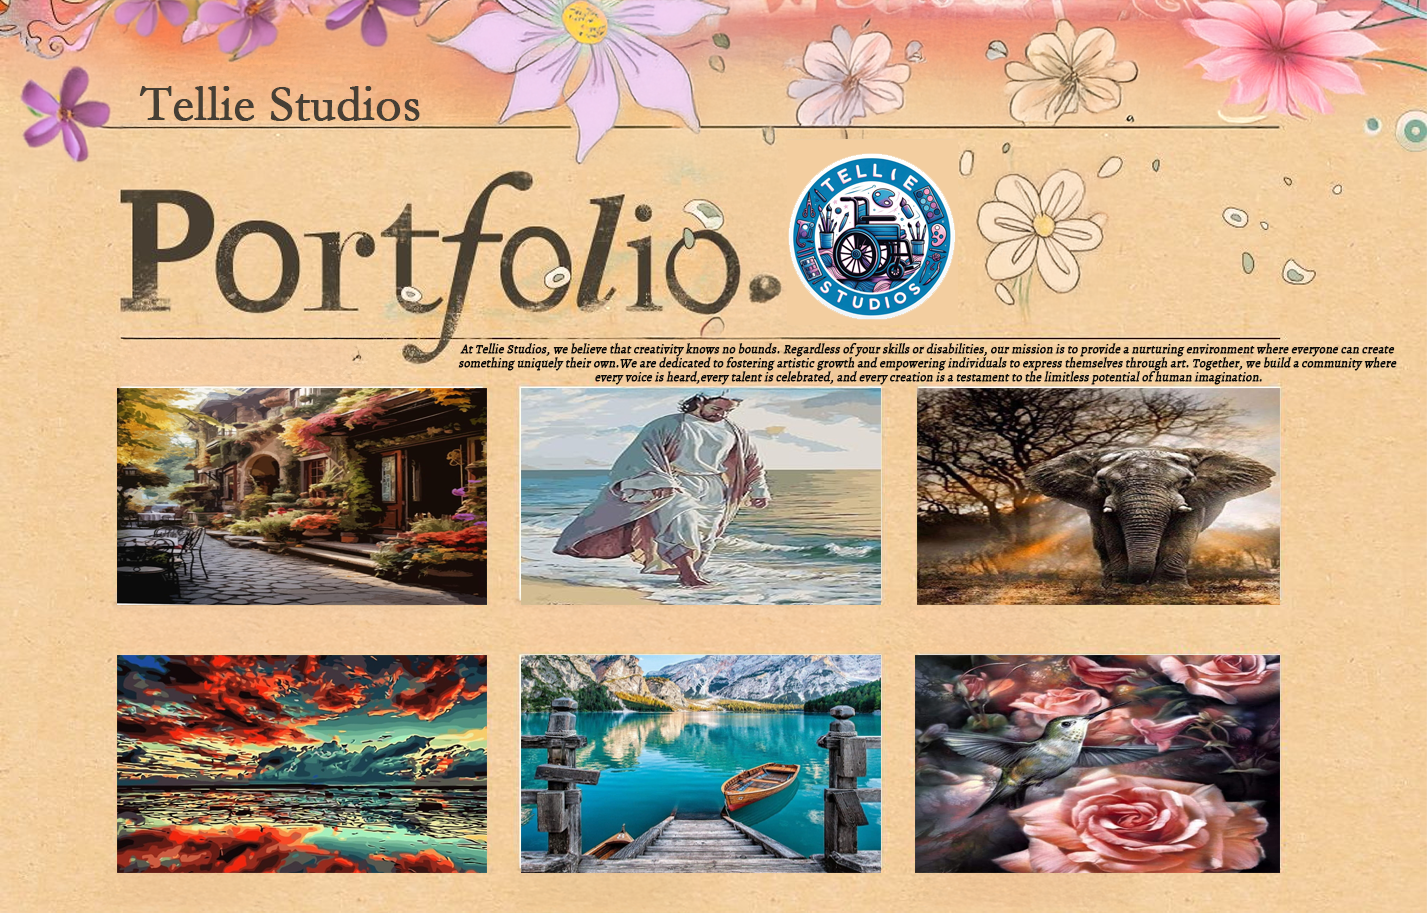 Tellie Studios
Portfolio.
TELLIE
STUDIOS
At Tellie Studios, we believe that creativity knows no bounds. Regardless of your skills or disabilities, our mission is to provide a nurturing environment where everyone can create
something uniquely their own.We are dedicated to fostering artistic growth and empowering individuals to express themselves through art. Together, we build a community where
every voice is heard,every talent is celebrated, and every creation is a testament to the limitless potential of human imagination.